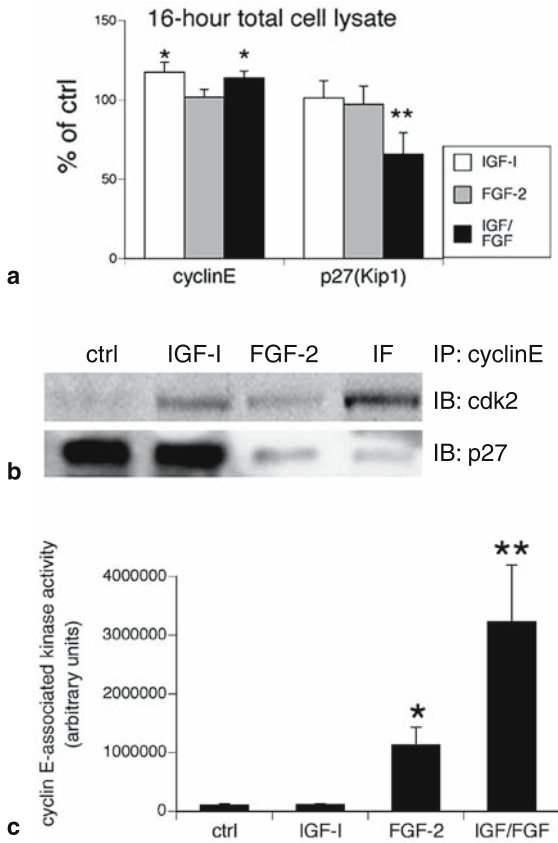 16-hour total cell lysate
150
100
50
0
% of ctrl
*
*
**
cyclinE
p27(Kip1)
IGF-I
FGF-2
IGF/
FGF
a
ctrl IGF-I FGF-2 IF IP: cyclinE
IB: cdk2
IB: p27
b
cyclin E-associated kinase activity
(arbitrary units)
4000000
3000000
2000000
1000000
0
*
**
ctrl IGF-I FGF-2 IGF/FGF
c